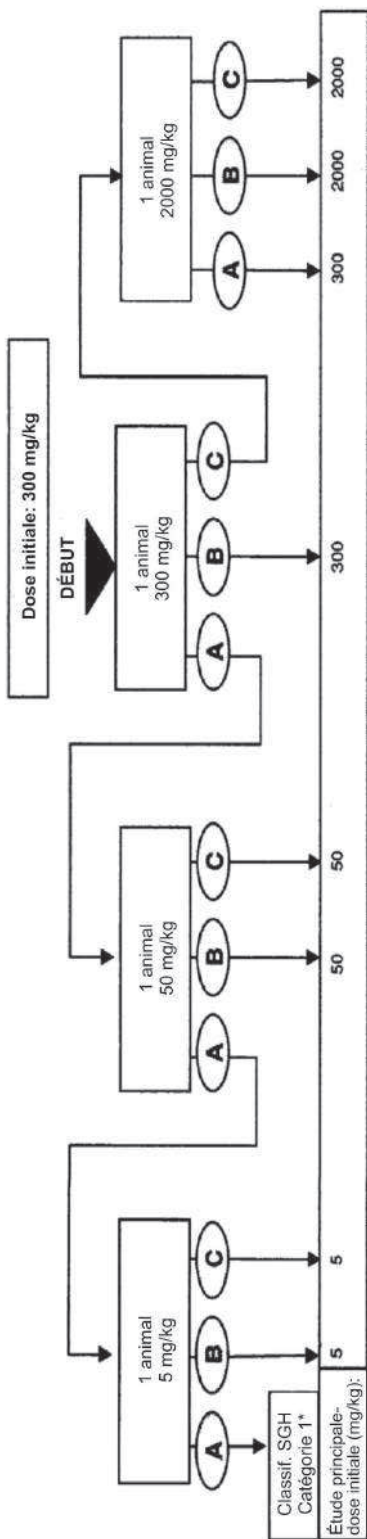 Dose initiale: 300 mg/kg
DÉBUT
1 animal
5 mg/kg
1 animal
50 mg/kg
1 animal
300 mg/kg
1 animal
2000 mg/kg
A
B
C
A
B
C
A
B
C
A
B
C
Classif. SGH
Catégorie 1*
Étude principale-
dose initiale (mg/kg):
5
5
50
50
300
300
2000
2000